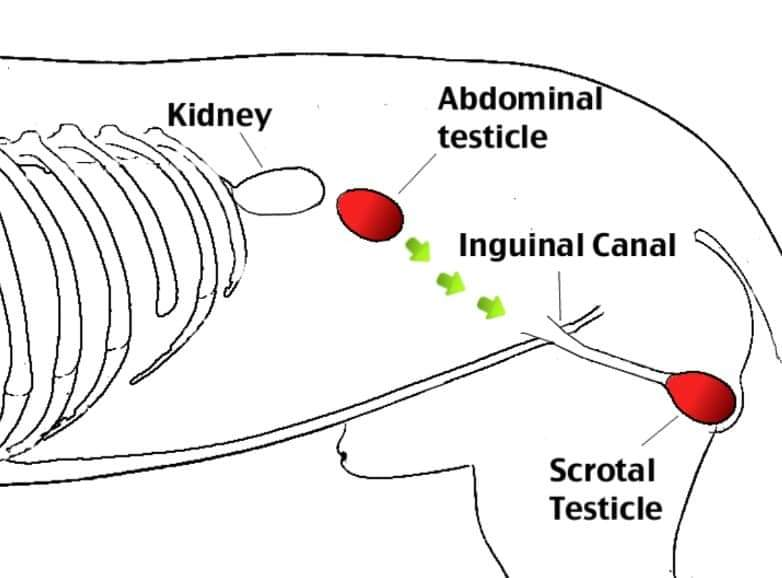 Kidney
Abdominal
testicle
Inguinal Canal
Scrotal
Testicle